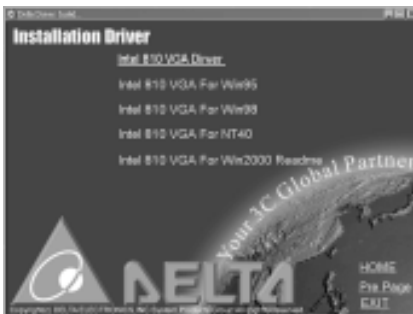 Installation Driver
Intel 810 VGA Driver
Intel 810 VGA For Win95
Intel 810 VGA For Win98
Intel 810 VGA For NT40
Intel 810 VGA For Win2000 Readme
Your 3C Global Partner
DELTA
HOME
Pre Page
EXIT